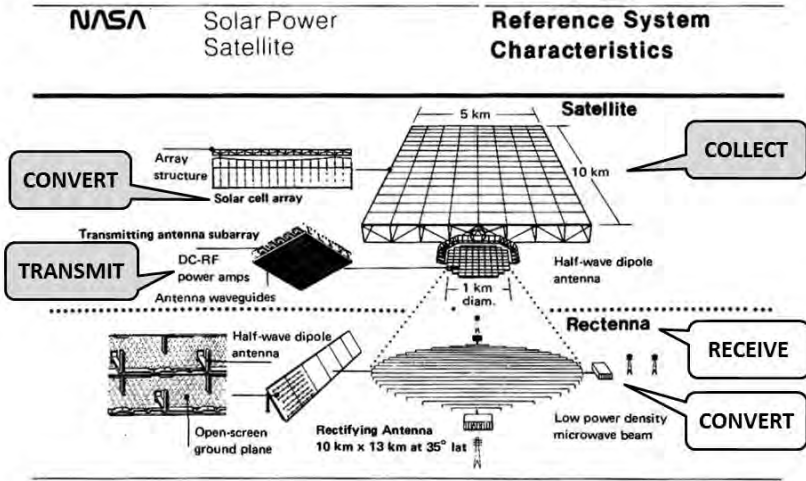 NASA
Solar Power
Satellite
Reference System
Characteristics
5 km
Satellite
10 km
COLLECT
Array
structure
CONVERT
Solar cell array
Transmitting antenna subarray
DC-RF
power amps
TRANSMIT
Antenna waveguides
Half-wave dipole
antenna
1 km
diam.
Rectenna
Half-wave dipole
antenna
RECEIVE
CONVERT
Open-screen
ground plane
Rectifying Antenna
10 km x 13 km at 35° lat
Low power density
microwave beam